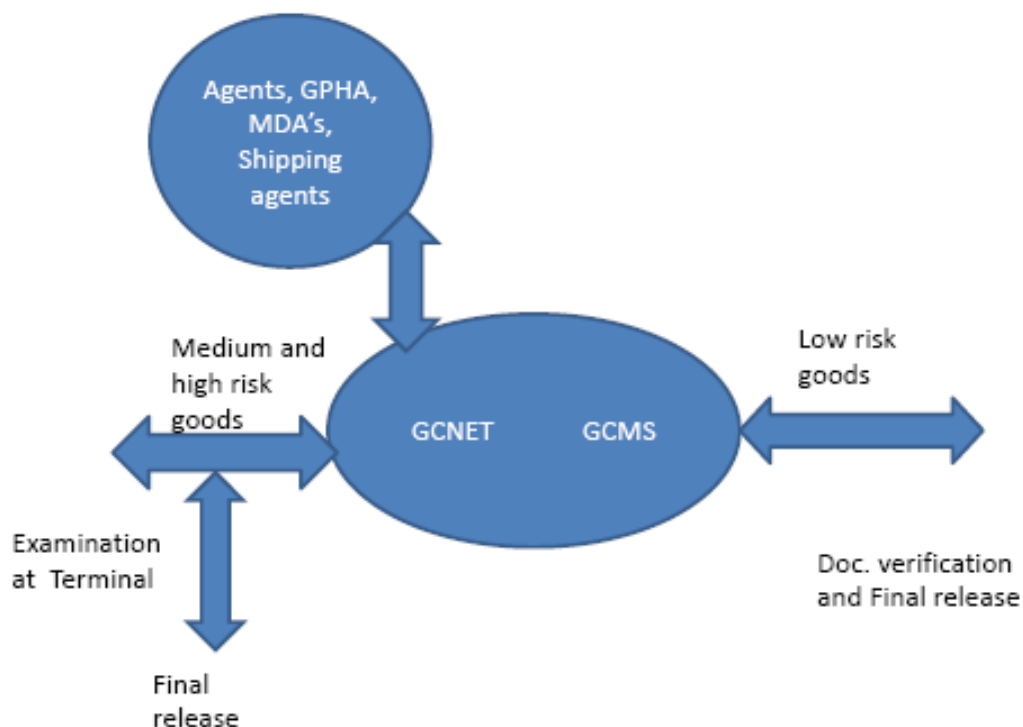 Agents, GPHA,
MDA's,
Shipping
agents
Medium and
high risk
goods
Low risk
goods
GCNET GCMS
Examination
at Terminal
Doc. verification
and Final release
Final
release